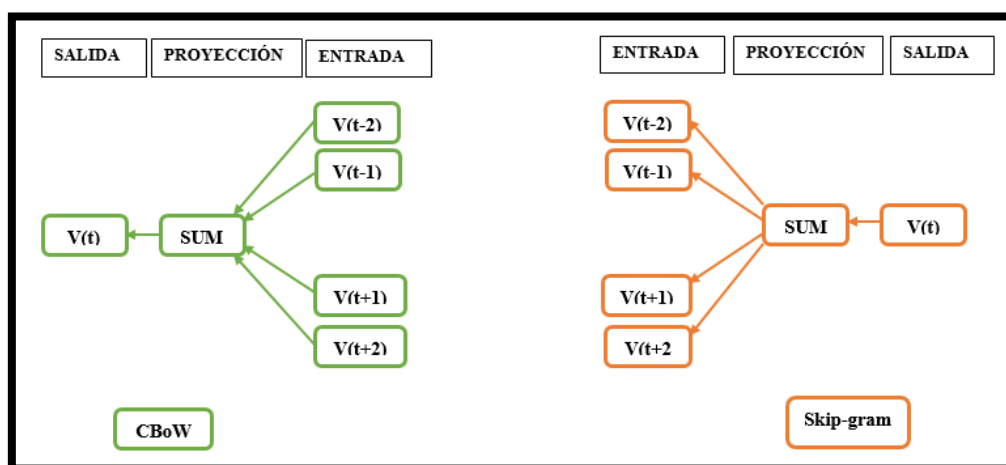 SALIDA PROYECCIÓN ENTRADA
V(t-2)
V(t-1)
V(t) SUM
V(t+1)
V(t+2)
CBoW
ENTRADA PROYECCIÓN SALIDA
V(t-2)
V(t-1)
SUM V(t)
V(t+1)
V(t+2
Skip-gram